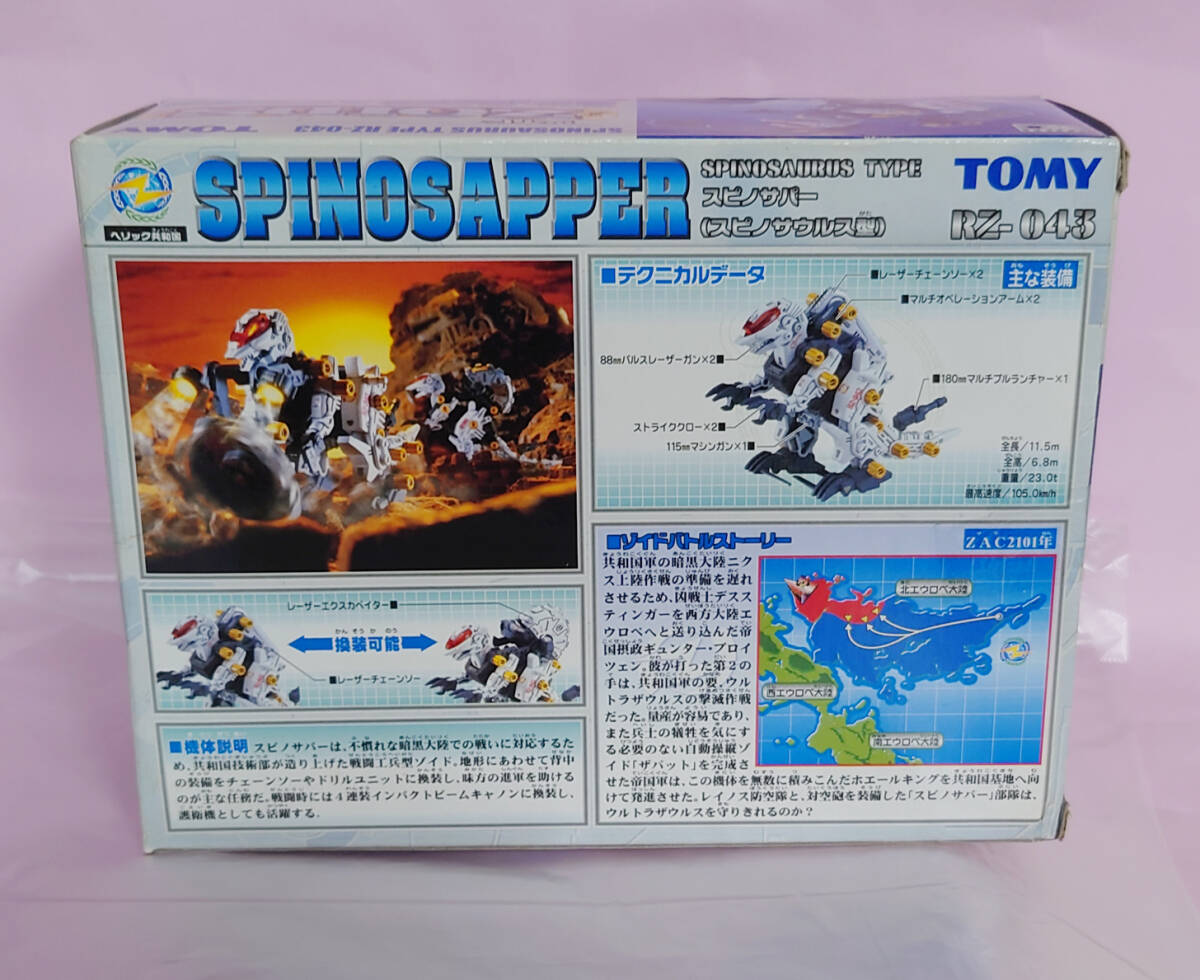 SPINOSAURUS TYPE RZ-043 TOMY
ヘリック共和国
SPINOSAPPER
SPINOSAURUS TYPE
スピノサパー
(スピノサウルス型)
がた
TOMY
RZ-043
■テクニカルデータ
主な装備
おも そうび
■レーザーチェーンソー×2
■マルチオペレーションアーム×2
88㎜パルスレーザーガン×2■
■180㎜マルチプルランチャー×1
ストライククロー×2■
115㎜マシンガン×1■
全長/11.5m
全高/6.8m
重量/23.0t
最高速度/105.0㎞/h
レーザーエクスカベイター■
かんそうかのう
換装可能
■レーザーチェーンソー
■機体説明 スピノサパーは、不慣れな暗黒大陸での戦いに対応するた
め、共和国技術部が造り上げた戦闘工兵型ゾイド。地形にあわせて背中
の装備をチェーンソーやドリルユニットに換装し、味方の進軍を助ける
のが主な任務だ。戦闘時には4連装インパクトビームキャノンに換装し、
護衛機としても活躍する.
■ゾイドバトルストーリー
ZAC2101年
共和国軍の暗黒大陸ニク
ス上陸作戦の準備を遅れ
させるため、凶戦士デスス
ティンガーを西方大陸エ
ウロペへと送り込んだ帝
国摂政ギュンター・プロイ
ツェン。彼が打った第2の
手は、共和国軍の要、ウル
トラザウルスの撃滅作戦
だった。量産が容易であり、
また兵士の犠牲を気にす
る必要のない自動操縦ゾ
イド「ザバット」を完成さ
せた帝国軍は、この機体を無数に積みこんだホエールキングを共和国基地へ向
けて発進させた。レイノス防空隊と、対空砲を装備した「スピノサパー」部隊は、
ウルトラザウルスを守りきれるのか?
北エウロペ大陸
西エウロペ大陸
南エウロペ大陸